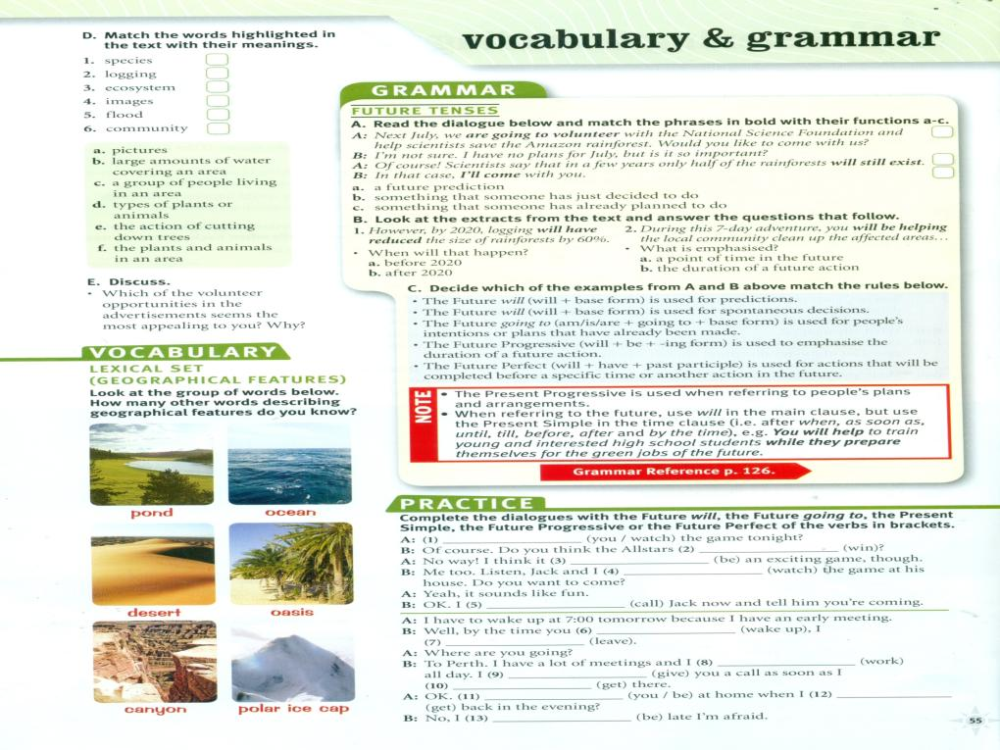 vocabulary & grammar
D. Match the words highlighted in
the text with their meanings.
1. species
2. logging
3. ecosystem
4. images
5. flood
6. community
a. pictures
b. large amounts of water
covering an area
c. a group of people living
in an area
d. types of plants or
animals
e. the action of cutting
down trees
f. the plants and animals
in an area
E. Discuss.
• Which of the volunteer
opportunities in the
advertisements seems the
most appealing to you? Why?
VOCABULARY
LEXICAL SET
(GEOGRAPHICAL FEATURES)
Look at the group of words below.
How many other words describing
geographical features do you know?
pond
ocean
desert
oasis
canyon
polar ice cap
GRAMMAR
FUTURE TENSES
A. Read the dialogue below and match the phrases in bold with their functions a-c.
A: Next July, we are going to volunteer with the National Science Foundation and
help scientists save the Amazon rainforest. Would you like to come with us?
B: I'm not sure. I have no plans for July, but is it so important?
A: Of course! Scientists say that in a few years only half of the rainforests will still exist.
B: In that case, I'll come with you.
a. a future prediction
b. something that someone has just decided to do
c. something that someone has already planned to do
B. Look at the extracts from the text and answer the questions that follow.
1. However, by 2020, logging will have
reduced the size of rainforests by 60%.
• When will that happen?
a. before 2020
b. after 2020
2. During this 7-day adventure, you will be helping
the local community clean up the affected areas…
• What is emphasised?
a. a point of time in the future
b. the duration of a future action
C. Decide which of the examples from A and B above match the rules below.
• The Future will (will + base form) is used for predictions.
• The Future will (will + base form) is used for spontaneous decisions.
• The Future going to (am/is/are + going to + base form) is used for people's
intentions or plans that have already been made.
• The Future Progressive (will + be + -ing form) is used to emphasise the
duration of a future action.
• The Future Perfect (will + have + past participle) is used for actions that will be
completed before a specific time or another action in the future.
NOTE
• The Present Progressive is used when referring to people's plans
and arrangements.
• When referring to the future, use will in the main clause, but use
the Present Simple in the time clause (i.e. after when, as soon as,
until, till, before, after and by the time), e.g. You will help to train
young and interested high school students while they prepare
themselves for the green jobs of the future.
Grammar Reference p. 126.
PRACTICE
Complete the dialogues with the Future will, the Future going to, the Present
Simple, the Future Progressive or the Future Perfect of the verbs in brackets.
A: (1) ____________________ (you / watch) the game tonight?
B: Of course. Do you think the Allstars (2) ____________________ (win)?
A: No way! I think it (3) ____________________ (be) an exciting game, though.
B: Me too. Listen, Jack and I (4) ____________________ (watch) the game at his
house. Do you want to come?
A: Yeah, it sounds like fun.
B: OK. I (5) ____________________ (call) Jack now and tell him you're coming.
A: I have to wake up at 7:00 tomorrow because I have an early meeting.
B: Well, by the time you (6) ____________________ (wake up), I
(7) ____________________ (leave).
A: Where are you going?
B: To Perth. I have a lot of meetings and I (8) ____________________ (work)
all day. I (9) ____________________ (give) you a call as soon as I
(10) ____________________ (get) there.
A: OK. (11) ____________________ (you / be) at home when I (12) ____________________
(get) back in the evening?
B: No, I (13) ____________________ (be) late I'm afraid.
55